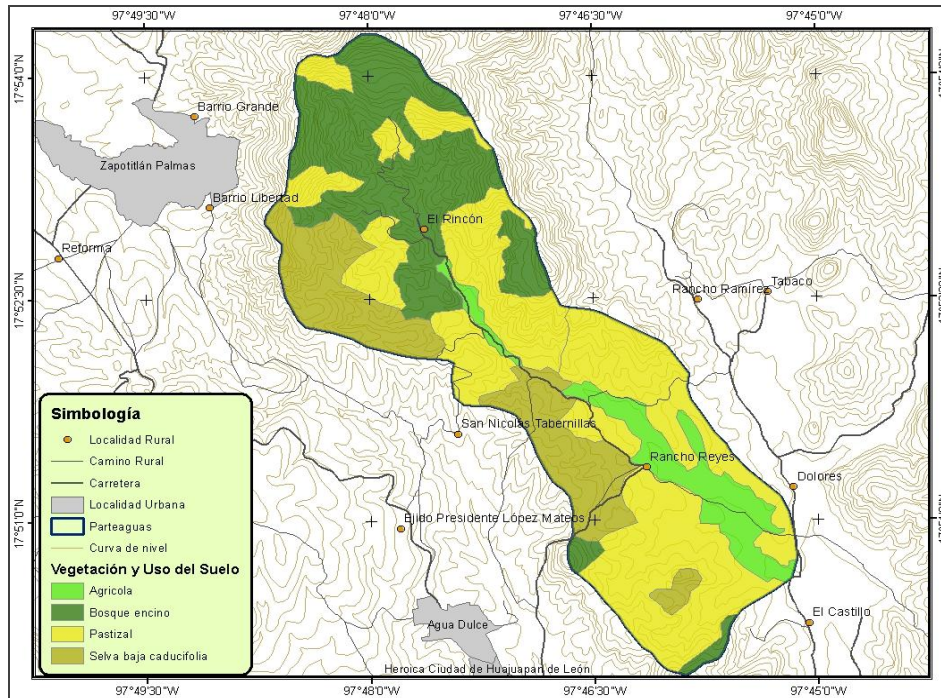 97°49'30"W
97°48'0"W
97°46'30"W
97°45'0"W
17°54'0"N
17°52'30"N
17°51'0"N
Barrio Grande
Zapotitlán Palmas
Barrio Libertad
El Rincón
Reforma
Rancho Ramírez
Tabaco
San Nicolas Tabernillas
Rancho Reyes
Dolores
Ejido Presidente López Mateos
Agua Dulce
El Castillo
Heroica Ciudad de Huajuapan de León
Simbología
Localidad Rural
Camino Rural
Carretera
Localidad Urbana
Parteaguas
Curva de nivel
Vegetación y Uso del Suelo
Agricola
Bosque encino
Pastizal
Selva baja caducifolia
97°49'30"W
97°48'0"W
97°46'30"W
97°45'0"W